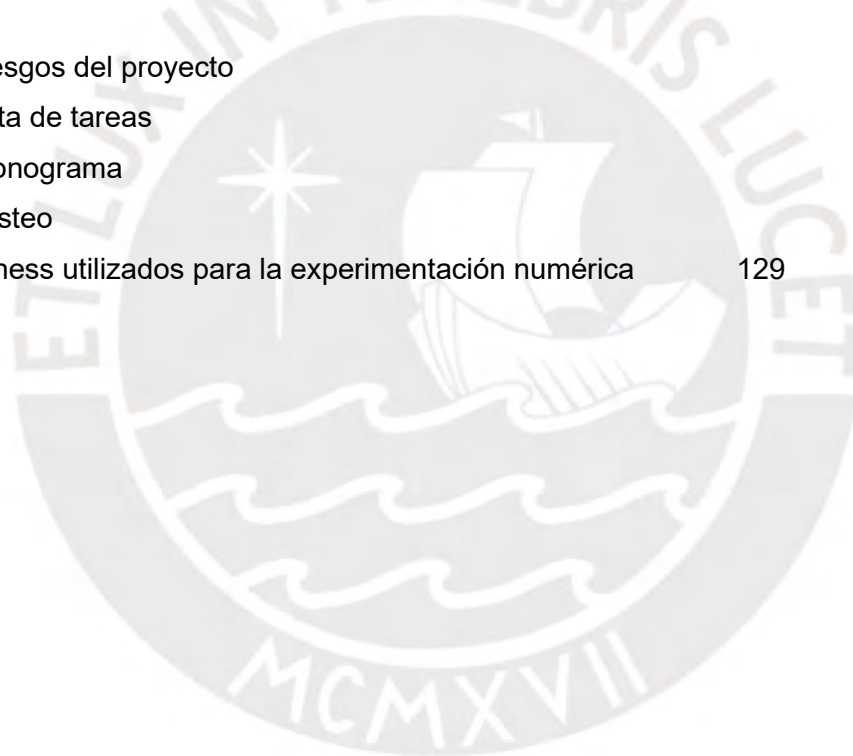 esgos del proyecto
ta de tareas
onograma
steo
ness utilizados para la experimentación numérica 129
ET LUX IN TENEBRIS LUCET
MCMXVII